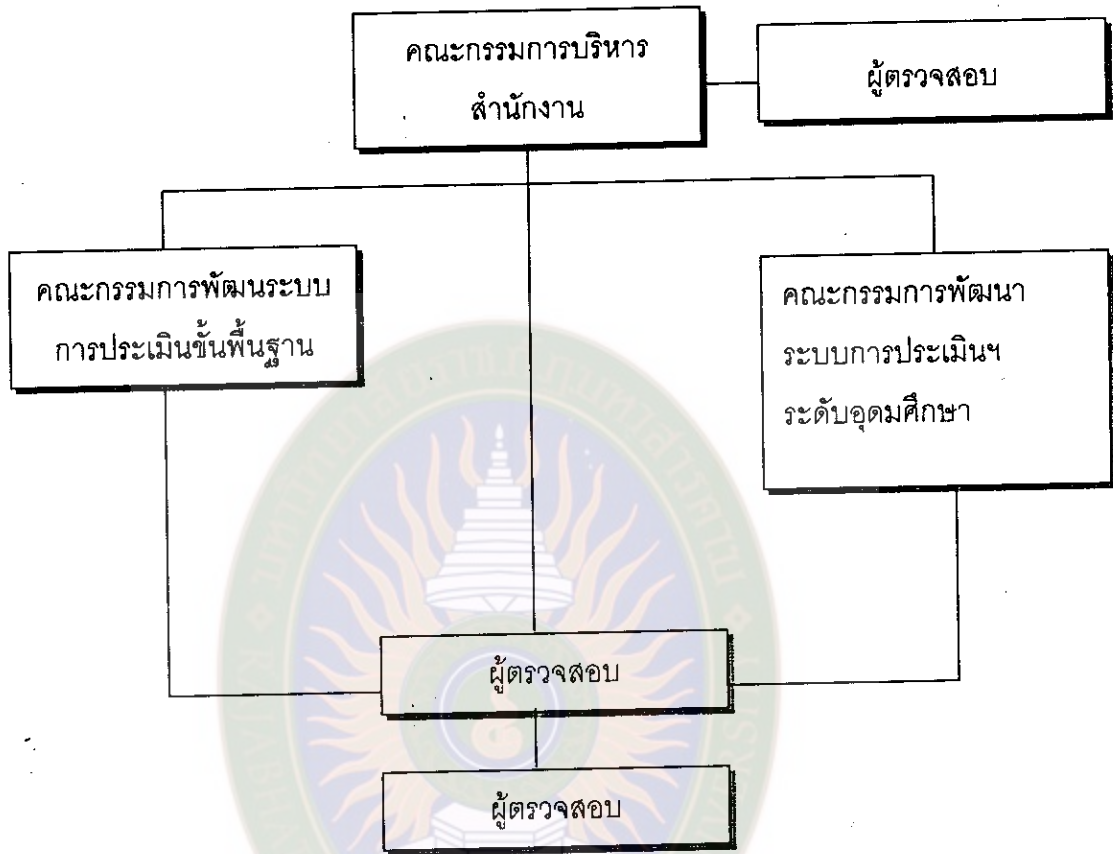 คณะกรรมการบริหาร
สำนักงาน
ผู้ตรวจสอบ
คณะกรรมการพัฒนระบบ
การประเมินขั้นพื้นฐาน
คณะกรรมการพัฒนา
ระบบการประเมินฯ
ระดับอุดมศึกษา
ผู้ตรวจสอบ
ผู้ตรวจสอบ